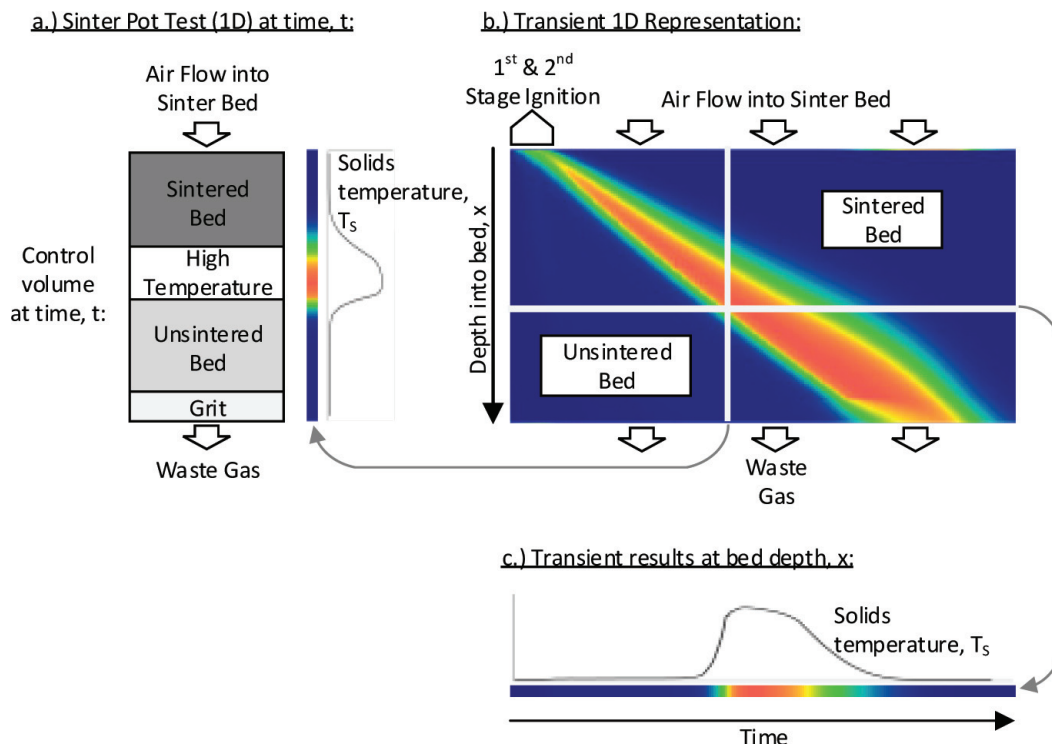 a.) Sinter Pot Test (1D) at time, t:
Air Flow into
Sinter Bed
Sintered
Bed
High
Temperature
Unsintered
Bed
Grit
Waste Gas
Control
volume
at time, t:
Solids
temperature,
Ts
b.) Transient 1D Representation:
1st & 2nd
Stage Ignition
Air Flow into Sinter Bed
Depth into bed, x
Sintered
Bed
Unsintered
Bed
Waste
Gas
c.) Transient results at bed depth, x:
Solids
temperature, Ts
Time